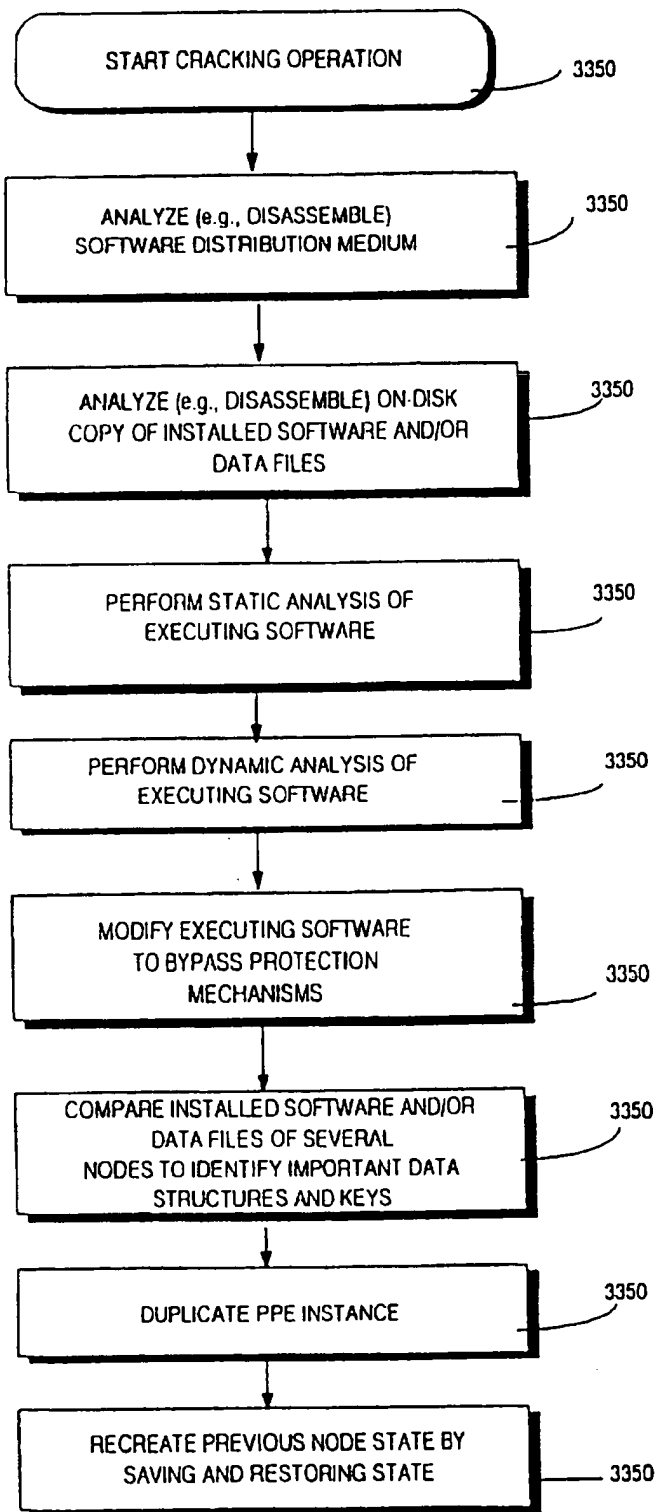 START CRACKING OPERATION
3350
ANALYZE (e.g., DISASSEMBLE)
SOFTWARE DISTRIBUTION MEDIUM
3350
ANALYZE (e.g., DISASSEMBLE) ON-DISK
COPY OF INSTALLED SOFTWARE AND/OR
DATA FILES
3350
PERFORM STATIC ANALYSIS OF
EXECUTING SOFTWARE
3350
PERFORM DYNAMIC ANALYSIS OF
EXECUTING SOFTWARE
3350
MODIFY EXECUTING SOFTWARE
TO BYPASS PROTECTION
MECHANISMS
3350
COMPARE INSTALLED SOFTWARE AND/OR
DATA FILES OF SEVERAL
NODES TO IDENTIFY IMPORTANT DATA
STRUCTURES AND KEYS
3350
DUPLICATE PPE INSTANCE
3350
RECREATE PREVIOUS NODE STATE BY
SAVING AND RESTORING STATE
3350